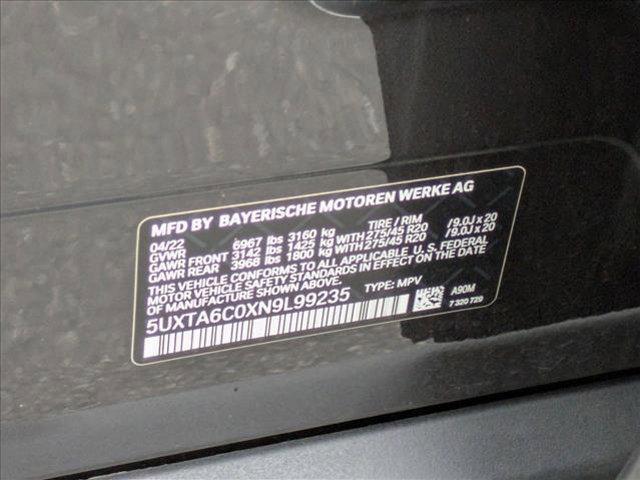 MFD BY BAYERISCHE MOTOREN WERKE AG
04/22 TIRE / RIM
GVWR 6967 lbs 3160 kg
GAWR FRONT 3142 lbs 1425 kg WITH 275/45 R20 /9.0J x 20
GAWR REAR 3968 lbs 1800 kg WITH 275/45 R20 /9.0J x 20
THIS VEHICLE CONFORMS TO ALL APPLICABLE U. S. FEDERAL
MOTOR VEHICLE SAFETY STANDARDS IN EFFECT ON THE DATE OF
MANUFACTURE SHOWN ABOVE.
5UXTA6C0XN9L99235 TYPE: MPV
A90M
7 320 729